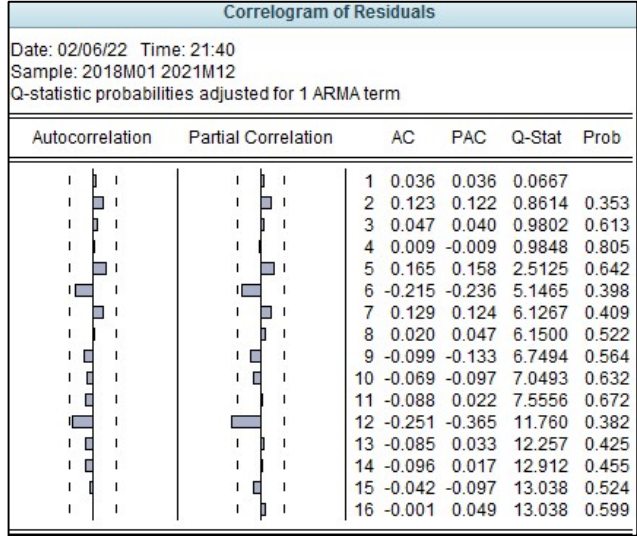 Correlogram of Residuals
Date: 02/06/22 Time: 21:40
Sample: 2018M01 2021M12
Q-statistic probabilities adjusted for 1 ARMA term
Autocorrelation Partial Correlation AC PAC Q-Stat Prob
1 0.036 0.036 0.0667
2 0.123 0.122 0.8614 0.353
3 0.047 0.040 0.9802 0.613
4 0.009 -0.009 0.9848 0.805
5 0.165 0.158 2.5125 0.642
6 -0.215 -0.236 5.1465 0.398
7 0.129 0.124 6.1267 0.409
8 0.020 0.047 6.1500 0.522
9 -0.099 -0.133 6.7494 0.564
10 -0.069 -0.097 7.0493 0.632
11 -0.088 0.022 7.5556 0.672
12 -0.251 -0.365 11.760 0.382
13 -0.085 0.033 12.257 0.425
14 -0.096 0.017 12.912 0.455
15 -0.042 -0.097 13.038 0.524
16 -0.001 0.049 13.038 0.599